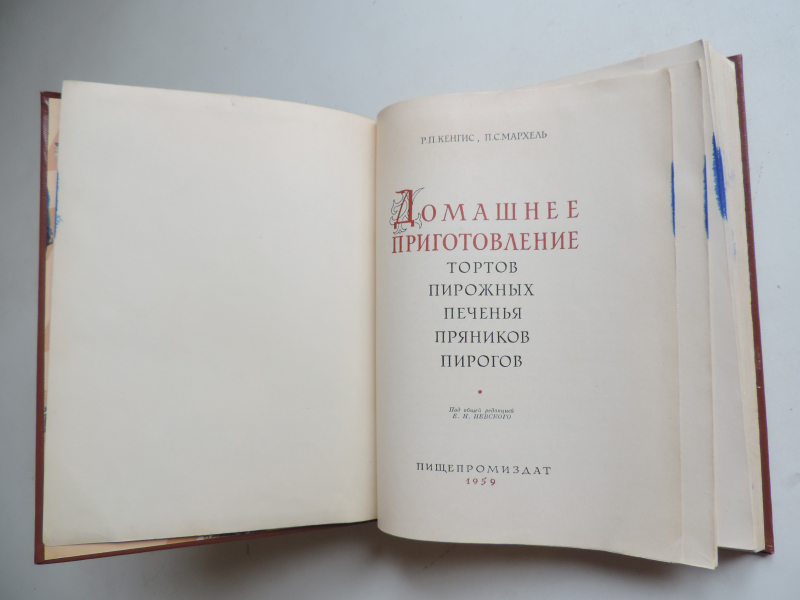 Р.П.КЕНГИС, П.С.МАРХЕЛЬ
ДОМАШНЕЕ
ПРИГОТОВЛЕНИЕ
ТОРТОВ
ПИРОЖНЫХ
ПЕЧЕНЬЯ
ПРЯНИКОВ
ПИРОГОВ
Под общей редакцией
Е. И. НЕВСКОГО
ПИЩЕПРОМИЗДАТ
1959